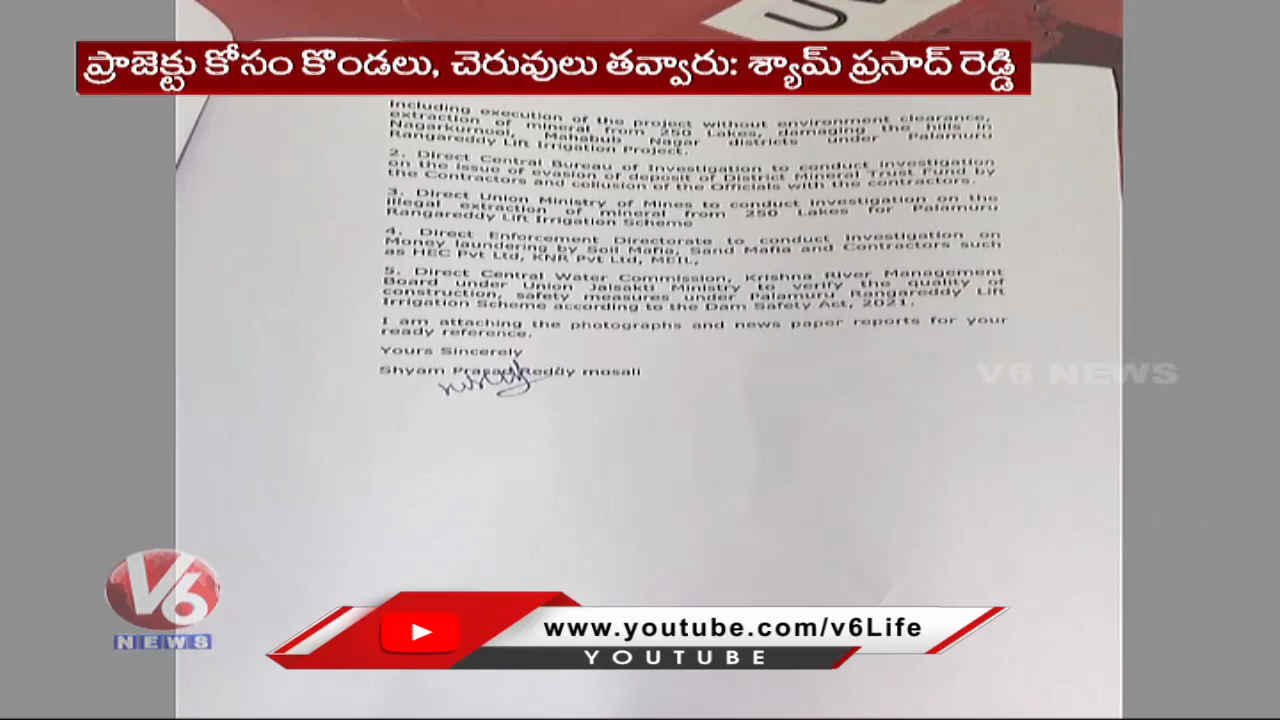 UV
ప్రాజెక్టు కోసం కొండలు, చెరువులు తవ్వారు: శ్యామ్ ప్రసాద్ రెడ్డి
Including execution of the project without environment clearance,
extraction of mineral from 250 Lakes, damaging the hills in
Nagarkurnool, Mahabub Nagar districts under Palamuru
Rangareddy Lift Irrigation Project.
2. Direct Central Bureau of Investigation to conduct investigation
on the issue of evasion of deposit of District Mineral Trust Fund by
the Contractors and collusion of the Officials with the contractors.
3. Direct Union Ministry of Mines to conduct investigation on the
illegal extraction of mineral from 250 Lakes for Palamuru
Rangareddy Lift Irrigation Scheme
4. Direct Enforcement Directorate to conduct investigation on
Money laundering by Soil Mafia, Sand Mafia and Contractors such
as HEC Pvt Ltd, KNR Pvt Ltd, MEIL,
5. Direct Central Water Commission, Krishna River Management
Board under Union Jalsakti Ministry to verify the quality of
construction, safety measures under Palamuru Rangareddy Lift
Irrigation Scheme according to the Dam Safety Act, 2021.
I am attaching the photographs and news paper reports for your
ready reference.
Yours Sincerely
Shyam Prasad Reddy mosali
V6 NEWS
V6
NEWS
www.youtube.com/v6Life
YOUTUBE